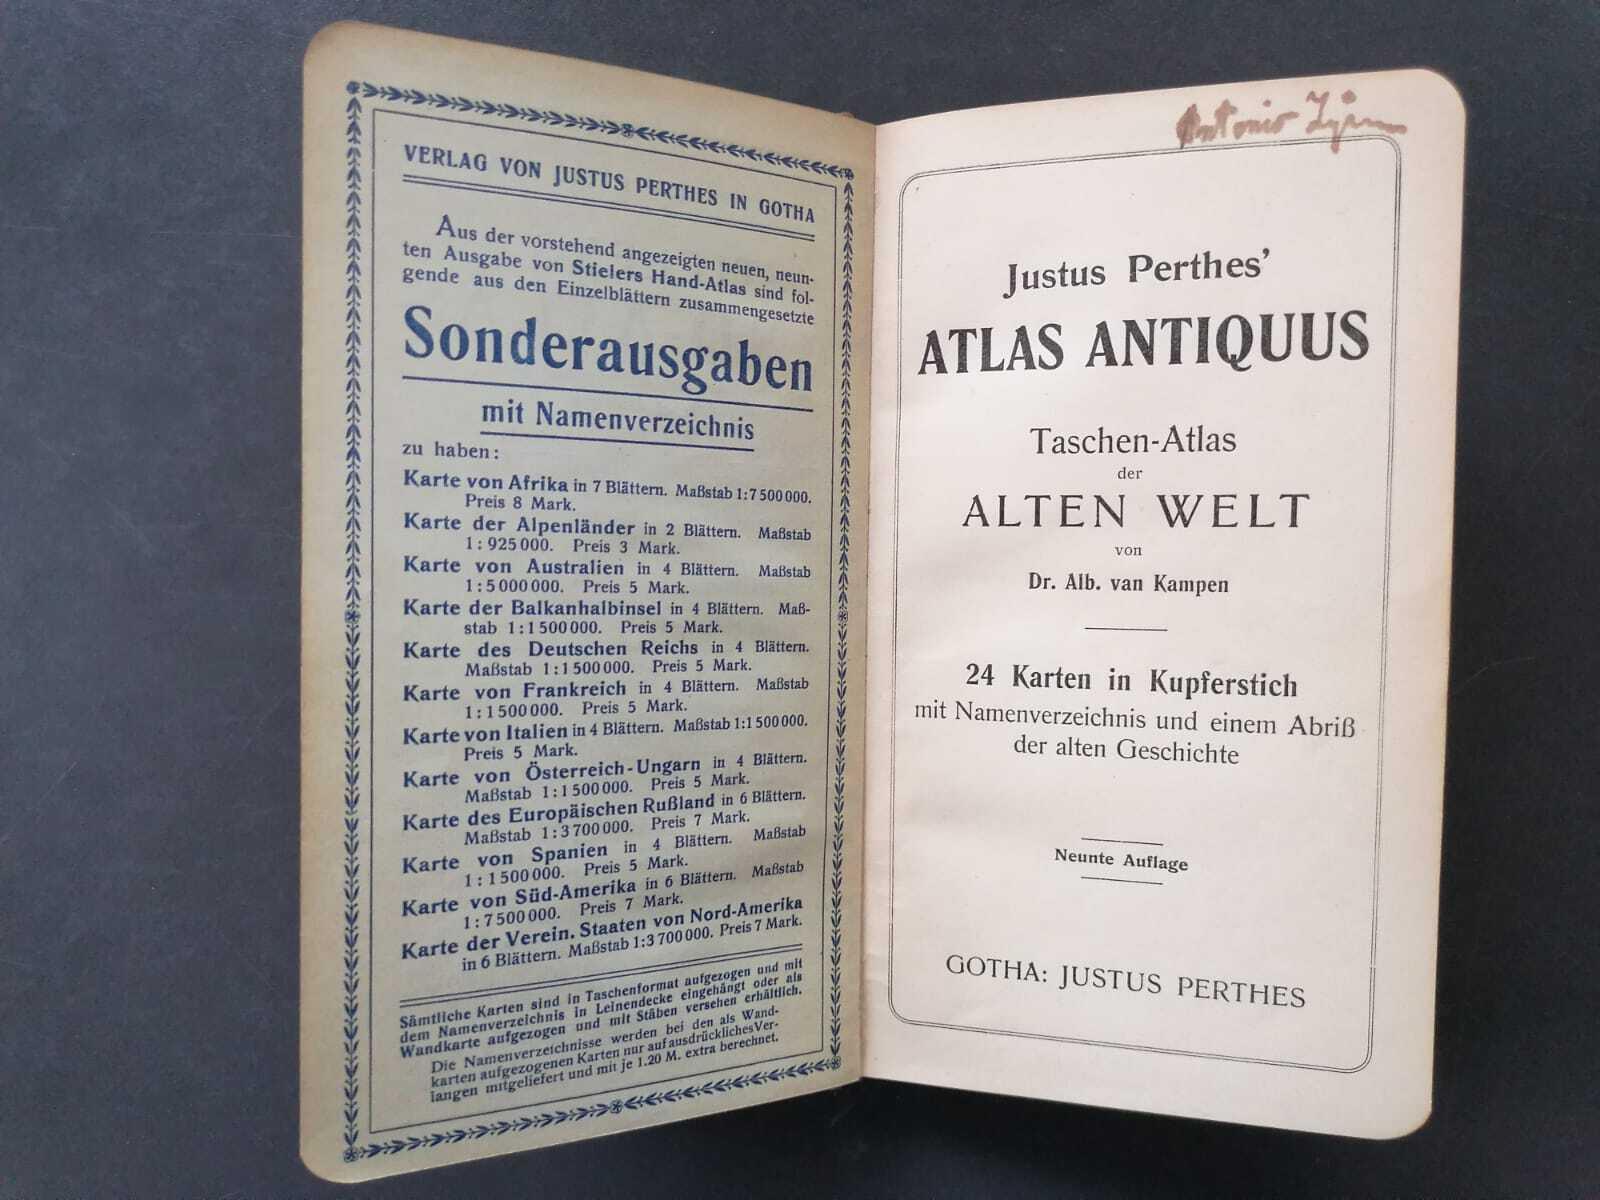 VERLAG VON JUSTUS PERTHES IN GOTHA
Aus der vorstehend angezeigten neuen, neun-
ten Ausgabe von Stielers Hand-Atlas sind fol-
gende aus den Einzelblättern zusammengesetzte
Sonderausgaben
mit Namenverzeichnis
zu haben:
Karte von Afrika in 7 Blättern. Maßstab 1:7 500 000.
Preis 8 Mark.
Karte der Alpenländer in 2 Blättern. Maßstab
1:925 000. Preis 3 Mark.
Karte von Australien in 4 Blättern. Maßstab
1:5 000 000. Preis 5 Mark.
Karte der Balkanhalbinsel in 4 Blättern. Maß-
stab 1:1 500 000. Preis 5 Mark.
Karte des Deutschen Reichs in 4 Blättern.
Maßstab 1:1 500 000. Preis 5 Mark.
Karte von Frankreich in 4 Blättern. Maßstab
1:1 500 000. Preis 5 Mark.
Karte von Italien in 4 Blättern. Maßstab 1:1 500 000.
Preis 5 Mark.
Karte von Österreich-Ungarn in 4 Blättern.
Maßstab 1:1 500 000. Preis 5 Mark.
Karte des Europäischen Rußland in 6 Blättern.
Maßstab 1:3 700 000. Preis 7 Mark.
Karte von Spanien in 4 Blättern. Maßstab
1:1 500 000. Preis 5 Mark.
Karte von Süd-Amerika in 6 Blättern. Maßstab
1:7 500 000. Preis 7 Mark.
Karte der Verein. Staaten von Nord-Amerika
in 6 Blättern. Maßstab 1:3 700 000. Preis 7 Mark.
Sämtliche Karten sind in Taschenformat aufgezogen und mit
dem Namenverzeichnis in Leinendecke eingehängt oder als
Wandkarte aufgezogen und mit Stäben versehen erhältlich.
Die Namenverzeichnisse werden bei den als Wand-
karten aufgezogenen Karten nur auf ausdrückliches Ver-
langen mitgeliefert und mit je 1.20 M. extra berechnet.
Antonio
Justus Perthes'
ATLAS ANTIQUUS
Taschen-Atlas
der
ALTEN WELT
von
Dr. Alb. van Kampen
24 Karten in Kupferstich
mit Namenverzeichnis und einem Abriß
der alten Geschichte
Neunte Auflage
GOTHA: JUSTUS PERTHES